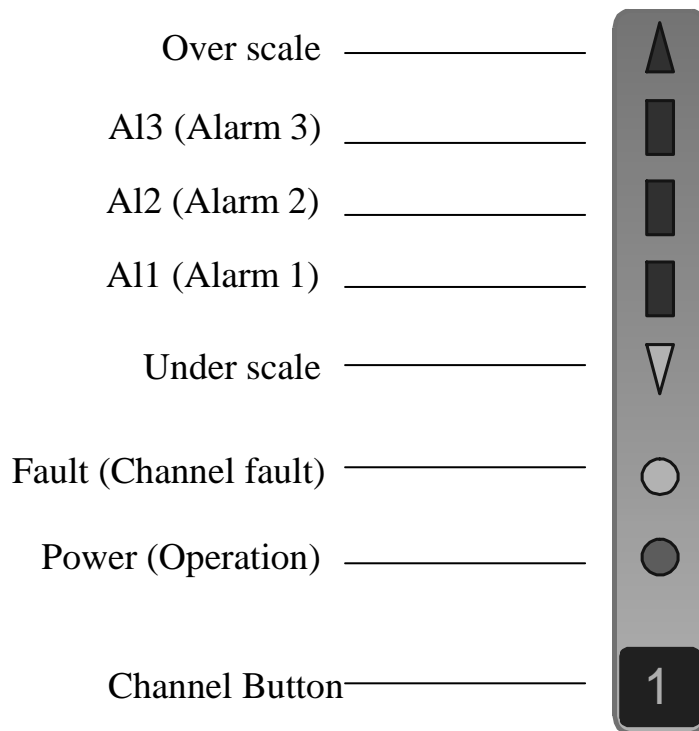 Over scale
Al3 (Alarm 3)
Al2 (Alarm 2)
Al1 (Alarm 1)
Under scale
Fault (Channel fault)
Power (Operation)
Channel Button
1